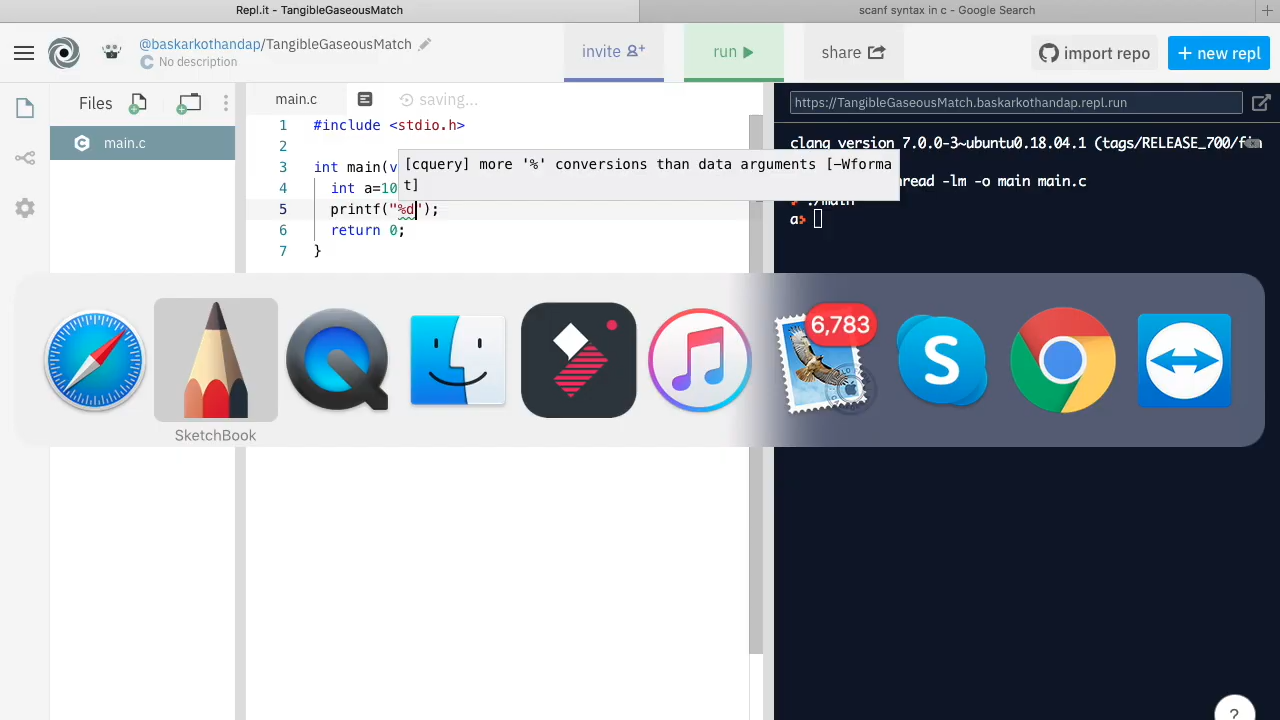 Repl.it - TangibleGaseousMatch
scanf syntax in c - Google Search
@baskarkothandap/TangibleGaseousMatch
No description
invite
run
share
import repo
+ new repl
Files
main.c
main.c
saving...
1 #include <stdio.h>
2
3 int main(v
4 int a=10
5 printf("%d");
6 return 0;
7 }
[cquery] more '%' conversions than data arguments [-Wforma
t]
https://TangibleGaseousMatch.baskarkothandap.repl.run
clang version 7.0.0-3~ubuntu0.18.04.1 (tags/RELEASE_700/fin
read -lm -o main main.c
./main
a>
6,783
S
SketchBook
?